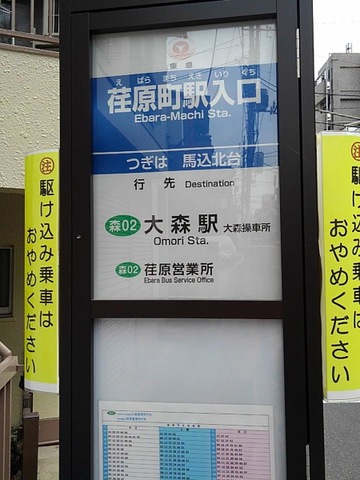 東急
え ばら まち えき いり ぐち
荏原町駅入口
Ebara-Machi Sta.
つぎは 馬込北台
行先 Destination
森02 大森駅 大森操車所
Omori Sta.
森02 荏原営業所
Ebara Bus Service Office
注 駆け込み乗車は
おやめください
注 駆け込み乗車は
おやめください